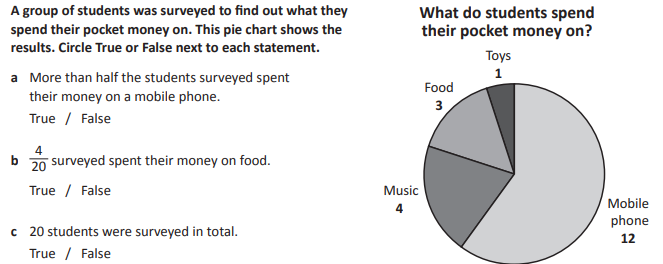 A group of students was surveyed to find out what they
spend their pocket money on. This pie chart shows the
results. Circle True or False next to each statement.
a More than half the students surveyed spent
their money on a mobile phone.
True / False
b 4/20 surveyed spent their money on food.
True / False
c 20 students were surveyed in total.
True / False
What do students spend
their pocket money on?
Toys
1
Food
3
Music
4
Mobile
phone
12